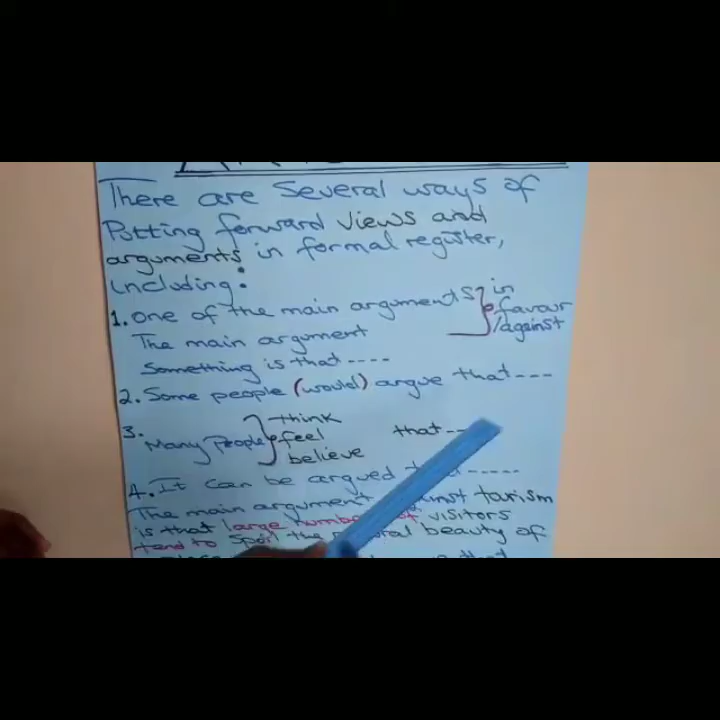 There are several ways of
Putting forward views and
arguments in formal register,
including:
1. One of the main arguments } in favour /against
The main argument
Something is that ----
2. Some people (would) argue that ---
3. Many People } think
feel
believe
that --
4. It can be argued -----
The main argument against tourism
is that large number of visitors
tend to spoil the beauty of